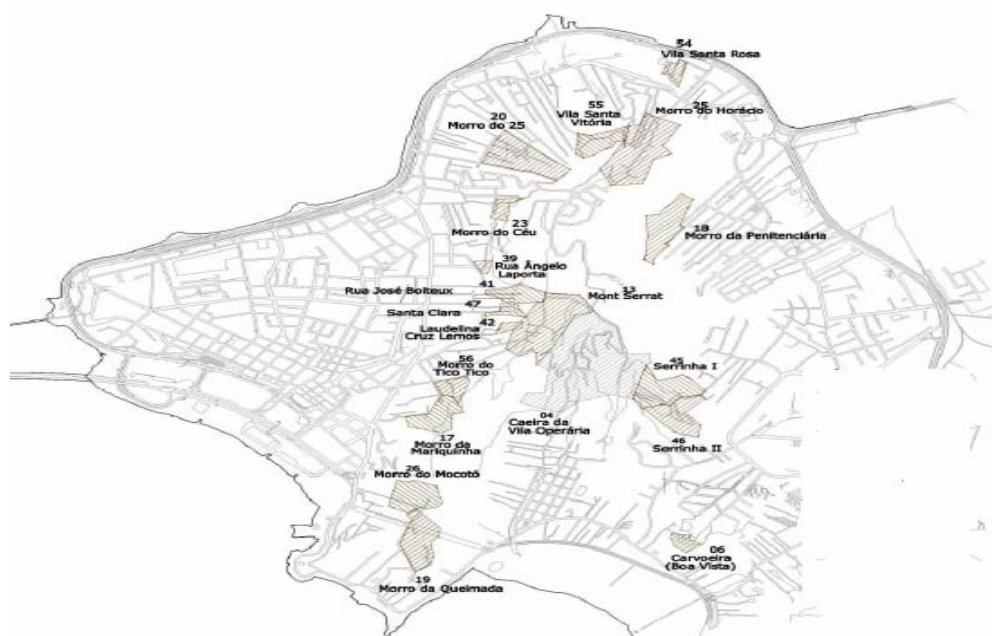 54
Vila Santa Rosa
25
Morro do Horácio
55
Vila Santa
Vitória
20
Morro do 25
23
Morro do Céu
18
Morro da Penitenciária
39
Rua Ângelo
Laporta
41
Rua José Boiteux
13
Mont Serrat
47
Santa Clara
42
Laudelina
Cruz Lemos
56
Morro do
Tico Tico
45
Serrinha I
04
Caeira da
Vila Operária
17
Morro da
Mariquinha
46
Serrinha II
26
Morro do Mocotó
06
Carvoeira
(Boa Vista)
19
Morro da Queimada